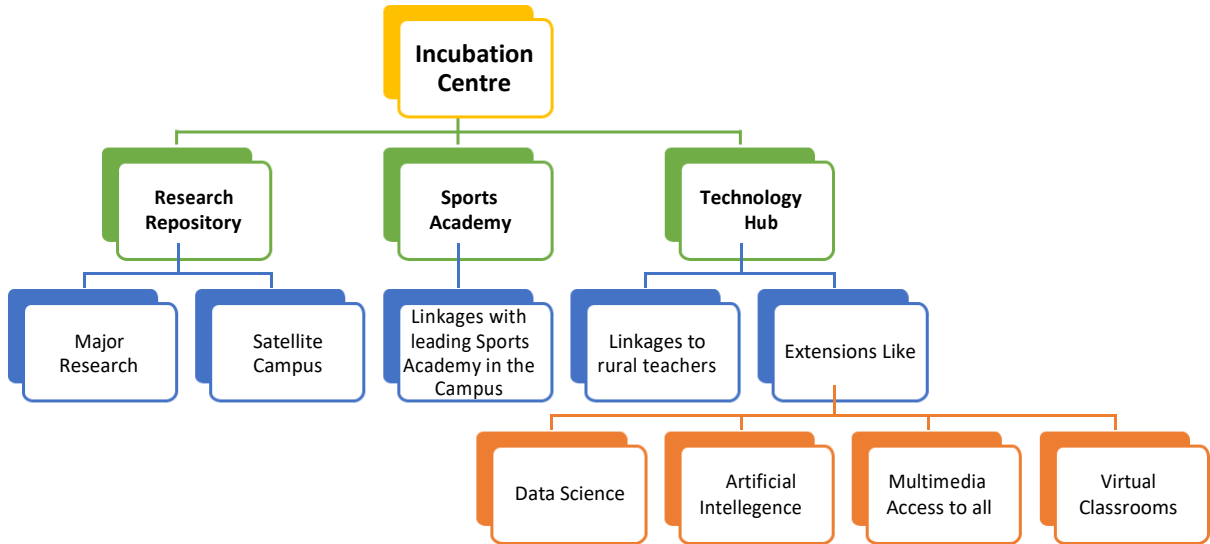 Incubation
Centre
Research
Repository
Sports
Academy
Technology
Hub
Major
Research
Satellite
Campus
Linkages with
leading Sports
Academy in the
Campus
Linkages to
rural teachers
Extensions Like
Data Science
Artificial
Intellegence
Multimedia
Access to all
Virtual
Classrooms